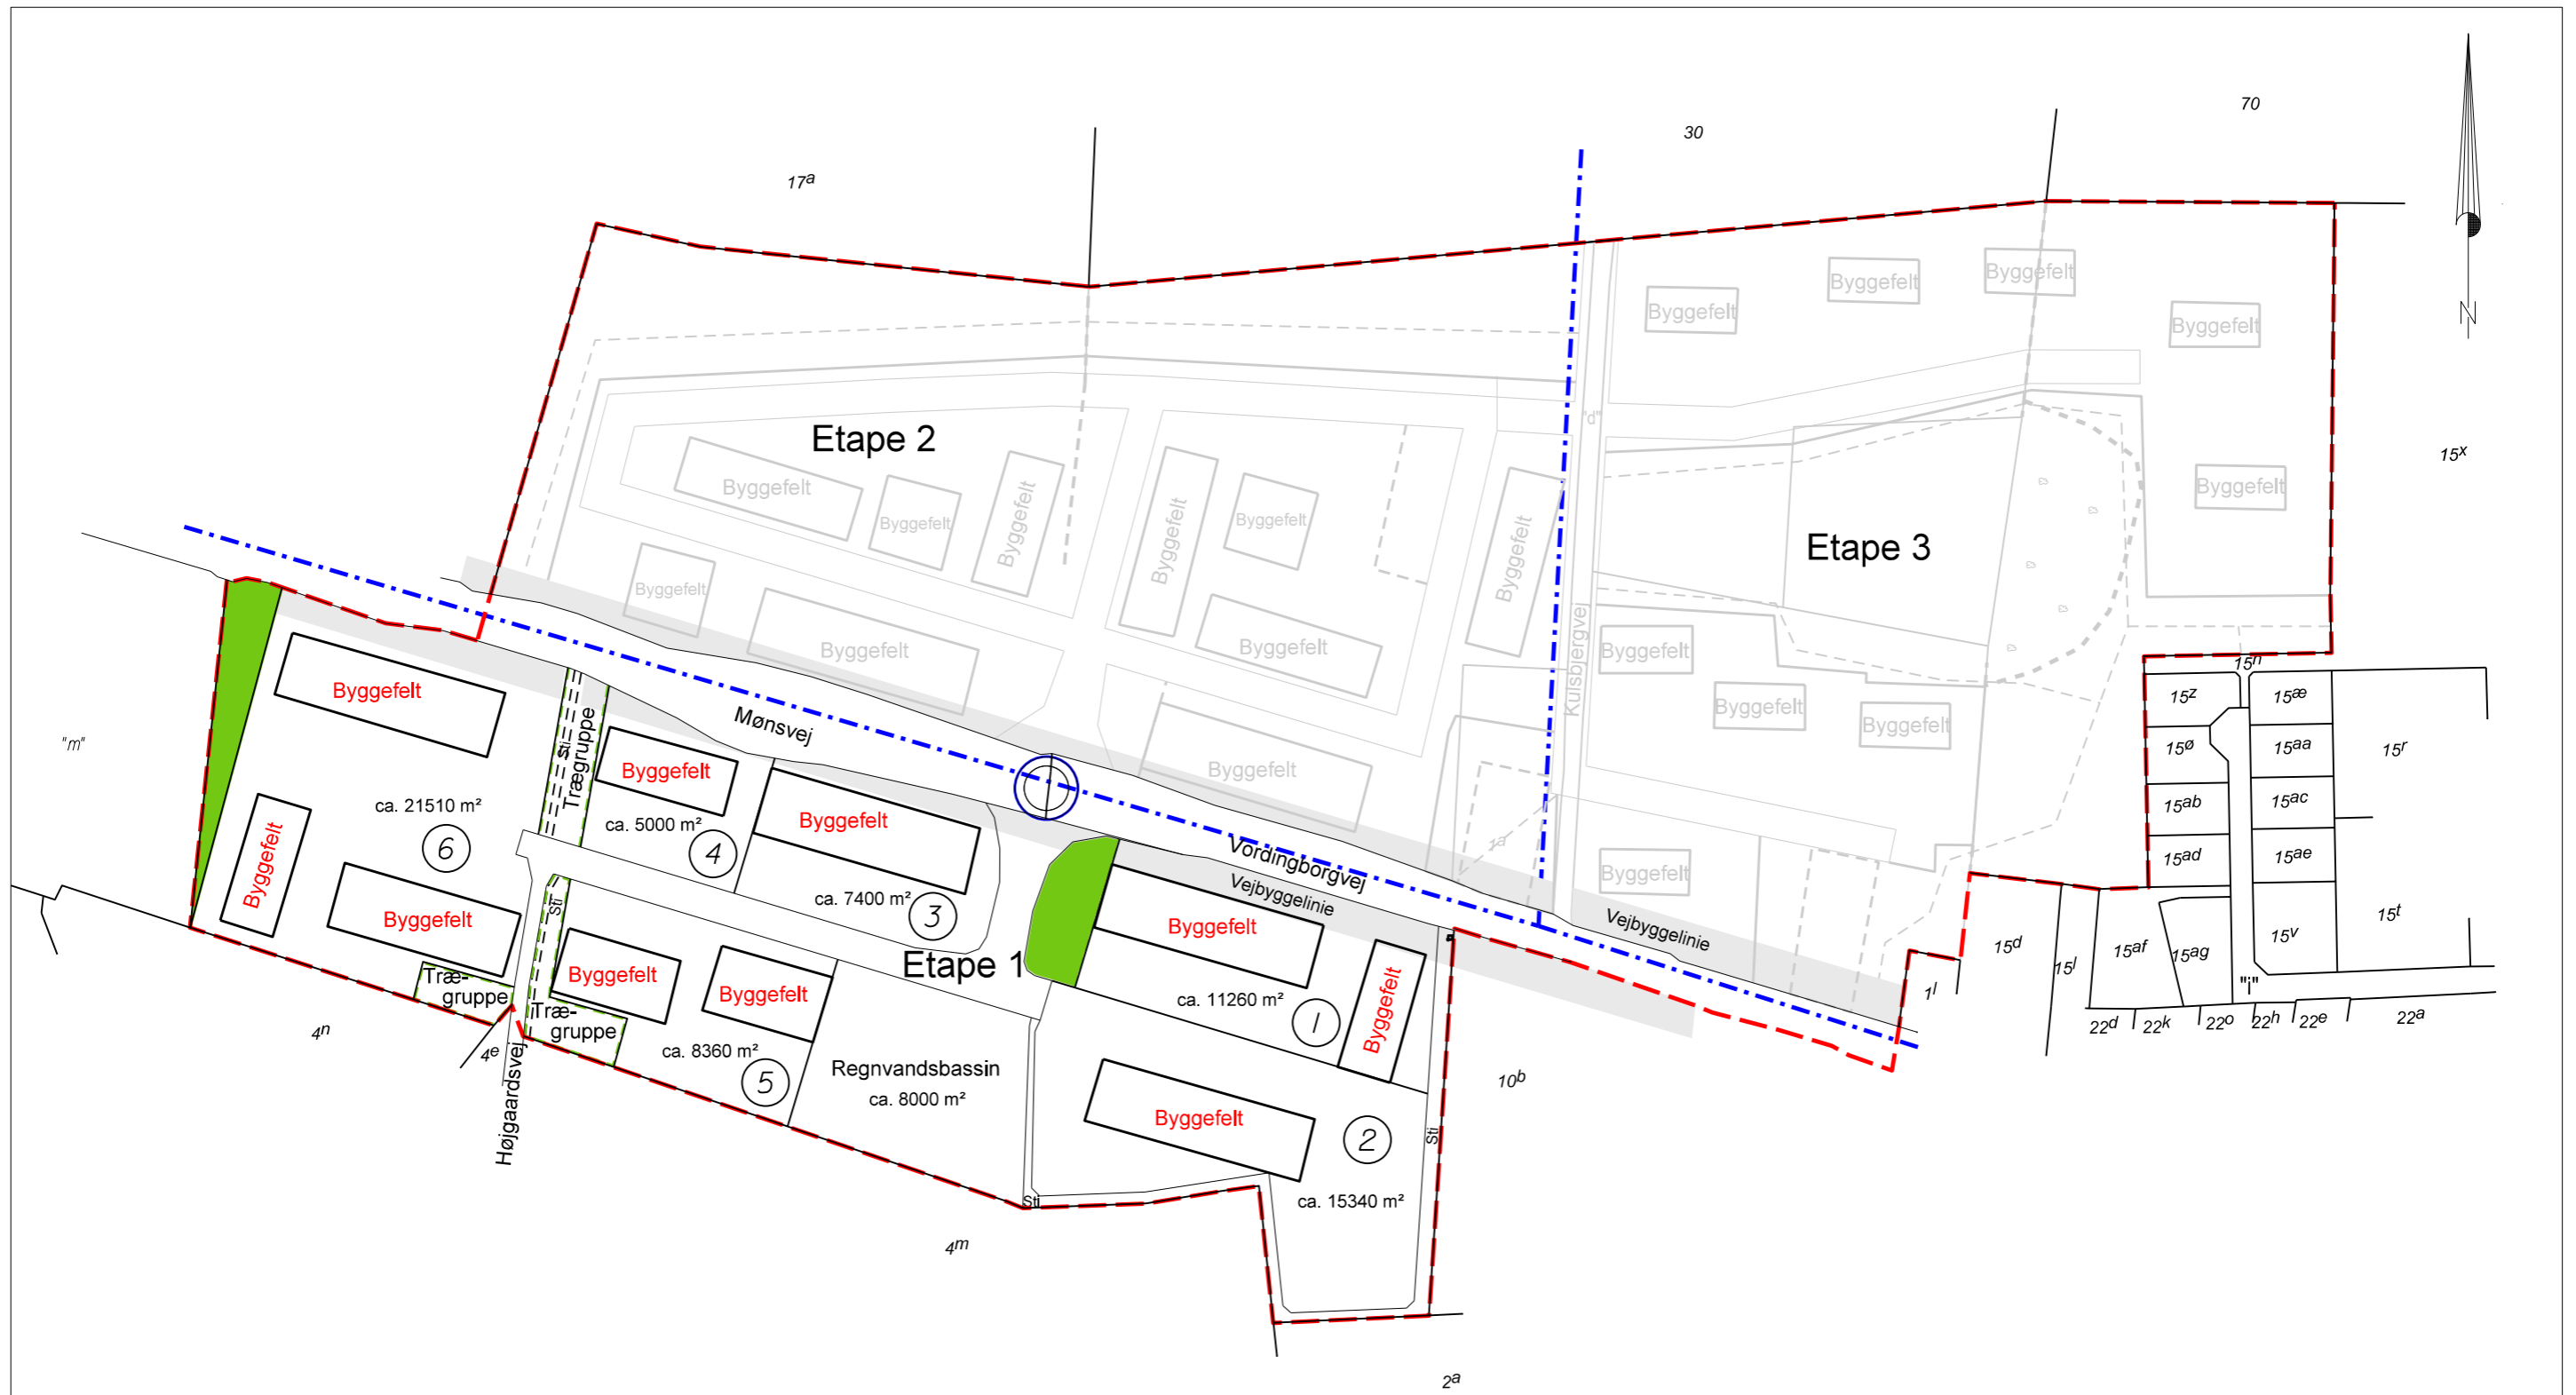 70
30
17a
N
Byggefelt
Byggefelt
Byggefelt
Byggefelt
"d"
Etape 2
15x
Byggefelt
Byggefelt
Byggefelt
Byggefelt
Byggefelt
Byggefelt
Byggefelt
Byggefelt
Etape 3
Byggefelt
Byggefelt
Byggefelt
Byggefelt
Byggefelt
Kulsbjergvej
15n
15z
15æ
Byggefelt
Byggefelt
Byggefelt
Mønsvej
Sti
Trægruppe
"m"
15ø
15aa
15r
Byggefelt
Byggefelt
ca. 21510 m²
15ab
15ac
ca. 5000 m²
Byggefelt
6
4
1a
Vordingborgvej
15ad
15ae
Byggefelt
Byggefelt
Vejbyggelinie
ca. 7400 m²
3
Sti
Byggefelt
Byggefelt
Vejbyggelinie
15t
15d
15v
15af
15ag
15l
Etape 1
Byggefelt
Byggefelt
Byggefelt
Træ-
gruppe
"i"
1l
ca. 11260 m²
1
Byggefelt
Træ-
gruppe
4n
4e
22d
22k
22o
22h
22e
22a
Højgaardsvej
ca. 8360 m²
5
Regnvandsbassin
ca. 8000 m²
10b
Byggefelt
2
Sti
Sti
ca. 15340 m²
4m
2a